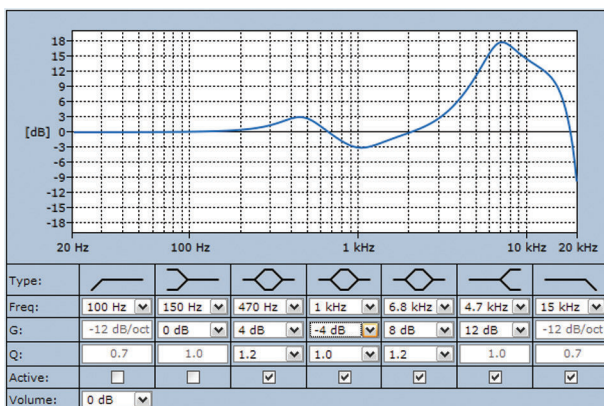 18
15
12
9
6
3
[dB] 0
-3
-6
-9
-12
-15
-18
20 Hz 100 Hz 1 kHz 10 kHz 20 kHz
Type:
Freq: 100 Hz 150 Hz 470 Hz 1 kHz 6.8 kHz 4.7 kHz 15 kHz
G: -12 dB/oct 0 dB 4 dB -4 dB 8 dB 12 dB -12 dB/oct
Q: 0.7 1.0 1.2 1.0 1.2 1.0 0.7
Active:
Volume: 0 dB